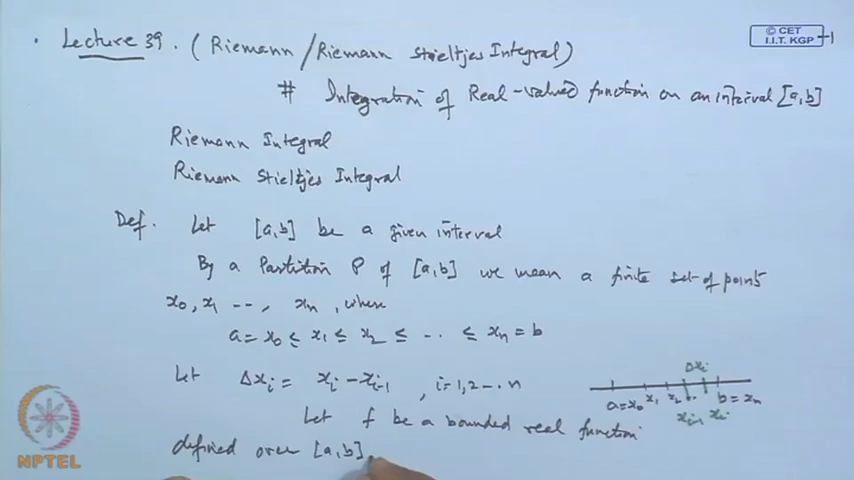 Lecture 39. (Riemann/Riemann Stieltjes Integral)
© CET
I.I.T. KGP
# Integration of Real-valued function on an interval [a,b]
Riemann Integral
Riemann Stieltjes Integral
Def. Let [a,b] be a given interval
By a Partition P of [a,b] we mean a finite set of points
x₀, x₁ ---, xₙ, where
a = x₀ ≤ x₁ ≤ x₂ ≤ -- . ≤ xₙ = b
Let Δxᵢ = xᵢ - xᵢ₋₁, i=1,2-..n
Δxᵢ
a=x₀ x₁ x₂ .. b=xₙ
xᵢ₋₁ xᵢ
Let f be a bounded real function
defined over [a,b].
NPTEL